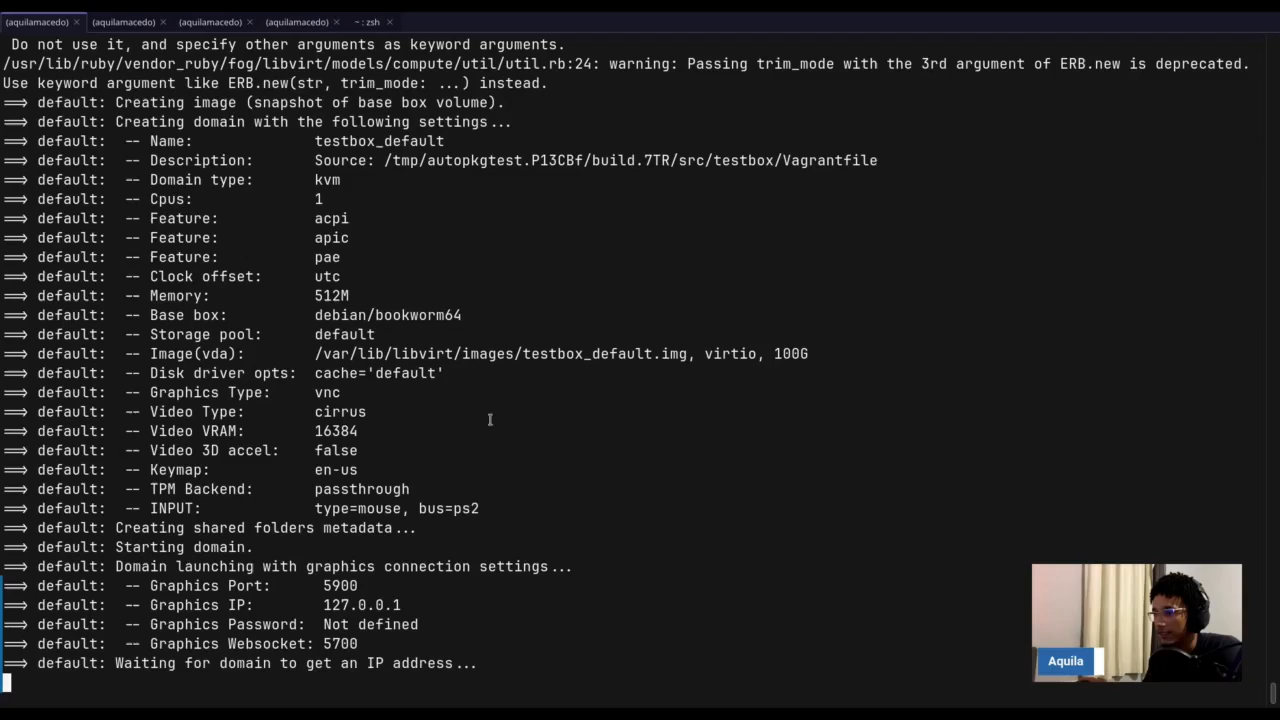 (aquilamacedo) × (aquilamacedo) × (aquilamacedo) × (aquilamacedo) × ~ : zsh ×
Do not use it, and specify other arguments as keyword arguments.
/usr/lib/ruby/vendor_ruby/fog/libvirt/models/compute/util/util.rb:24: warning: Passing trim_mode with the 3rd argument of ERB.new is deprecated.
Use keyword argument like ERB.new(str, trim_mode: ...) instead.
==> default: Creating image (snapshot of base box volume).
==> default: Creating domain with the following settings...
==> default:  -- Name:              testbox_default
==> default:  -- Description:       Source: /tmp/autopkgtest.P13CBf/build.7TR/src/testbox/Vagrantfile
==> default:  -- Domain type:       kvm
==> default:  -- Cpus:              1
==> default:  -- Feature:           acpi
==> default:  -- Feature:           apic
==> default:  -- Feature:           pae
==> default:  -- Clock offset:      utc
==> default:  -- Memory:            512M
==> default:  -- Base box:          debian/bookworm64
==> default:  -- Storage pool:      default
==> default:  -- Image(vda):        /var/lib/libvirt/images/testbox_default.img, virtio, 100G
==> default:  -- Disk driver opts:  cache='default'
==> default:  -- Graphics Type:     vnc
==> default:  -- Video Type:        cirrus
==> default:  -- Video VRAM:        16384
==> default:  -- Video 3D accel:    false
==> default:  -- Keymap:            en-us
==> default:  -- TPM Backend:       passthrough
==> default:  -- INPUT:             type=mouse, bus=ps2
==> default: Creating shared folders metadata...
==> default: Starting domain.
==> default: Domain launching with graphics connection settings...
==> default:  -- Graphics Port:      5900
==> default:  -- Graphics IP:        127.0.0.1
==> default:  -- Graphics Password:  Not defined
==> default:  -- Graphics Websocket: 5700
==> default: Waiting for domain to get an IP address...
Aquila